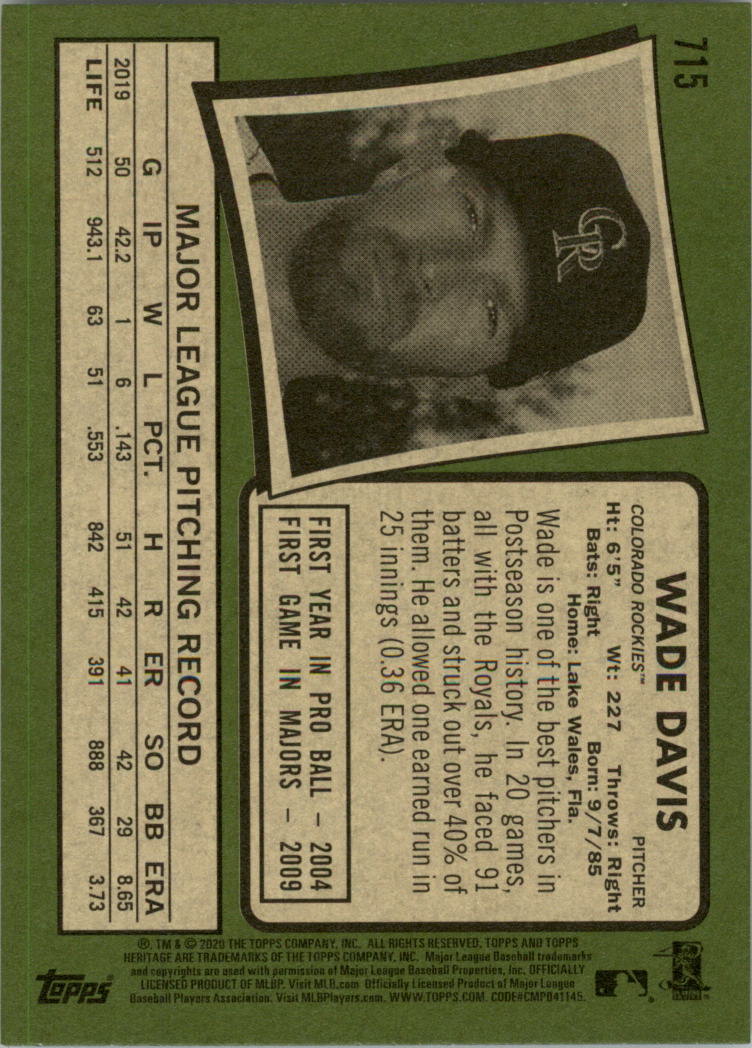 715
CR
WADE DAVIS
COLORADO ROCKIES™ PITCHER
Ht: 6'5" Wt: 227 Throws: Right
Bats: Right Born: 9/7/85
Home: Lake Wales, Fla.
Wade is one of the best pitchers in
Postseason history. In 20 games,
all with the Royals, he faced 91
batters and struck out over 40% of
them. He allowed one earned run in
25 innings (0.36 ERA).
FIRST YEAR IN PRO BALL – 2004
FIRST GAME IN MAJORS – 2009
MAJOR LEAGUE PITCHING RECORD
G IP W L PCT. H R ER SO BB ERA
2019 50 42.2 1 6 .143 51 42 41 42 29 8.65
LIFE 512 943.1 63 51 .553 842 415 391 888 367 3.73
®, TM & © 2020 THE TOPPS COMPANY, INC. ALL RIGHTS RESERVED. TOPPS AND TOPPS
HERITAGE ARE TRADEMARKS OF THE TOPPS COMPANY, INC. Major League Baseball trademarks
and copyrights are used with permission of Major League Baseball Properties, Inc. OFFICIALLY
LICENSED PRODUCT OF MLBP. Visit MLB.com Officially Licensed Product of Major League
Baseball Players Association. Visit MLBPlayers.com. WWW.TOPPS.COM. CODE#CMP041145.
Topps®